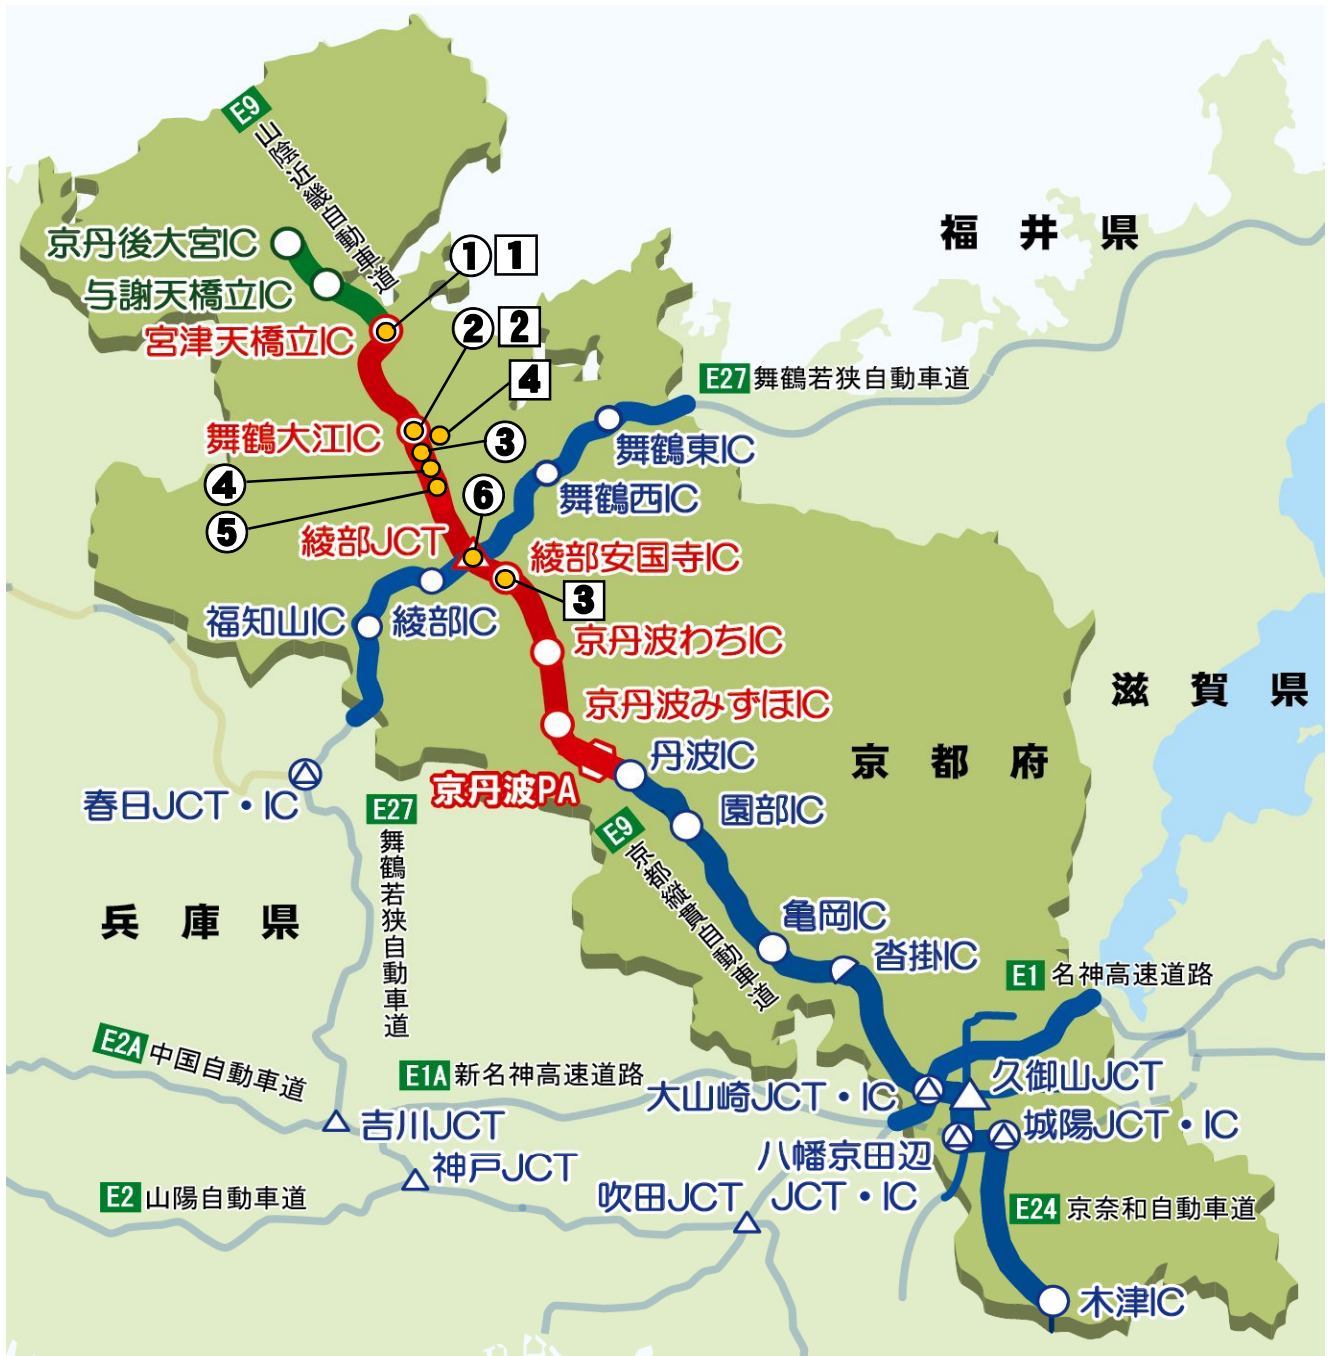 E9
山陰近畿自動車道
京丹後大宮IC
与謝天橋立IC
宮津天橋立IC
① 1
② 2
4
福井県
E27 舞鶴若狭自動車道
舞鶴大江IC
③
④
⑤
⑥
舞鶴東IC
舞鶴西IC
綾部JCT
綾部安国寺IC
3
福知山IC
綾部IC
京丹波わちIC
京丹波みずほIC
滋賀県
京都府
丹波IC
京丹波PA
園部IC
春日JCT・IC
E27
舞鶴若狭自動車道
E9
京都縦貫自動車道
兵庫県
亀岡IC
沓掛IC
E1 名神高速道路
E2A 中国自動車道
E1A 新名神高速道路
大山崎JCT・IC
久御山JCT
吉川JCT
城陽JCT・IC
神戸JCT
八幡京田辺
JCT・IC
E2 山陽自動車道
吹田JCT
E24 京奈和自動車道
木津IC